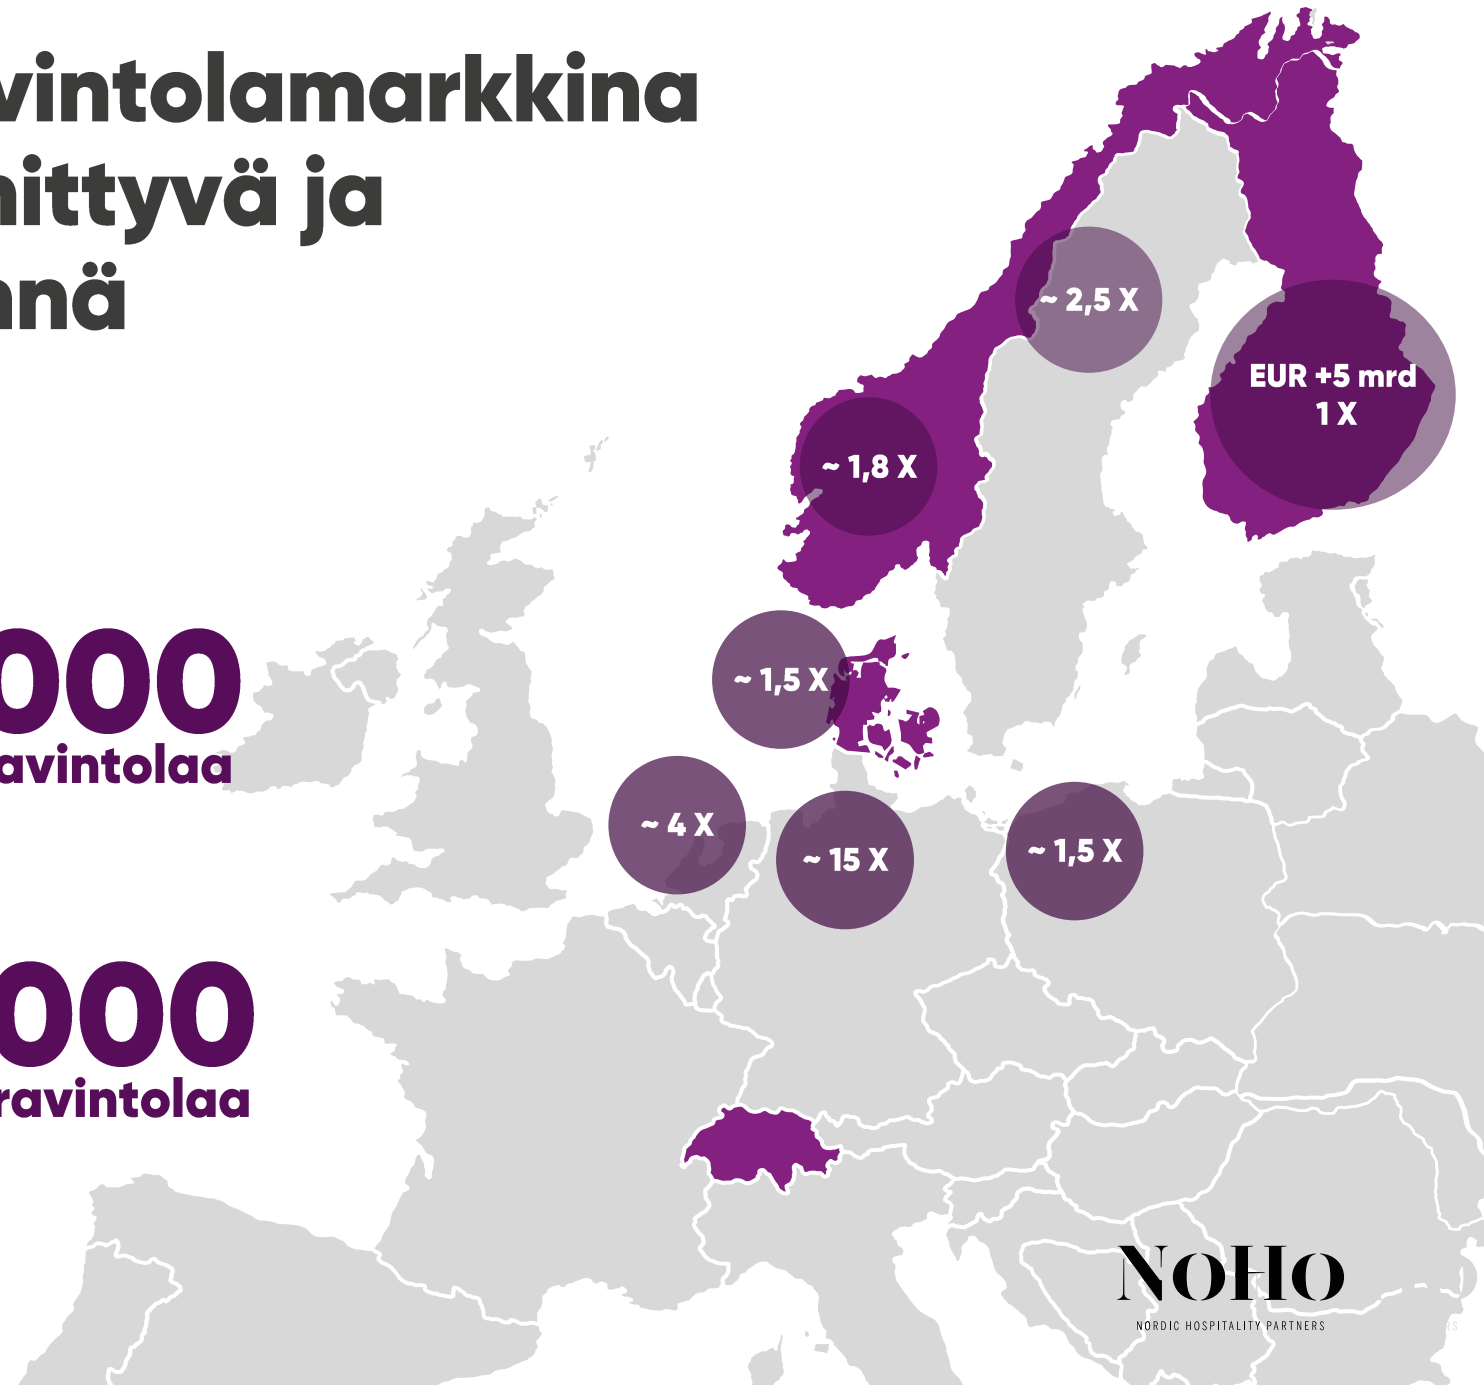 vintolamarkkina
nittyvä ja
nnä
~ 2,5 X
EUR +5 mrd
1 X
~ 1,8 X
000
avintolaa
~ 1,5 X
~ 4 X
~ 15 X
~ 1,5 X
000
ravintolaa
NOHO
NORDIC HOSPITALITY PARTNERS